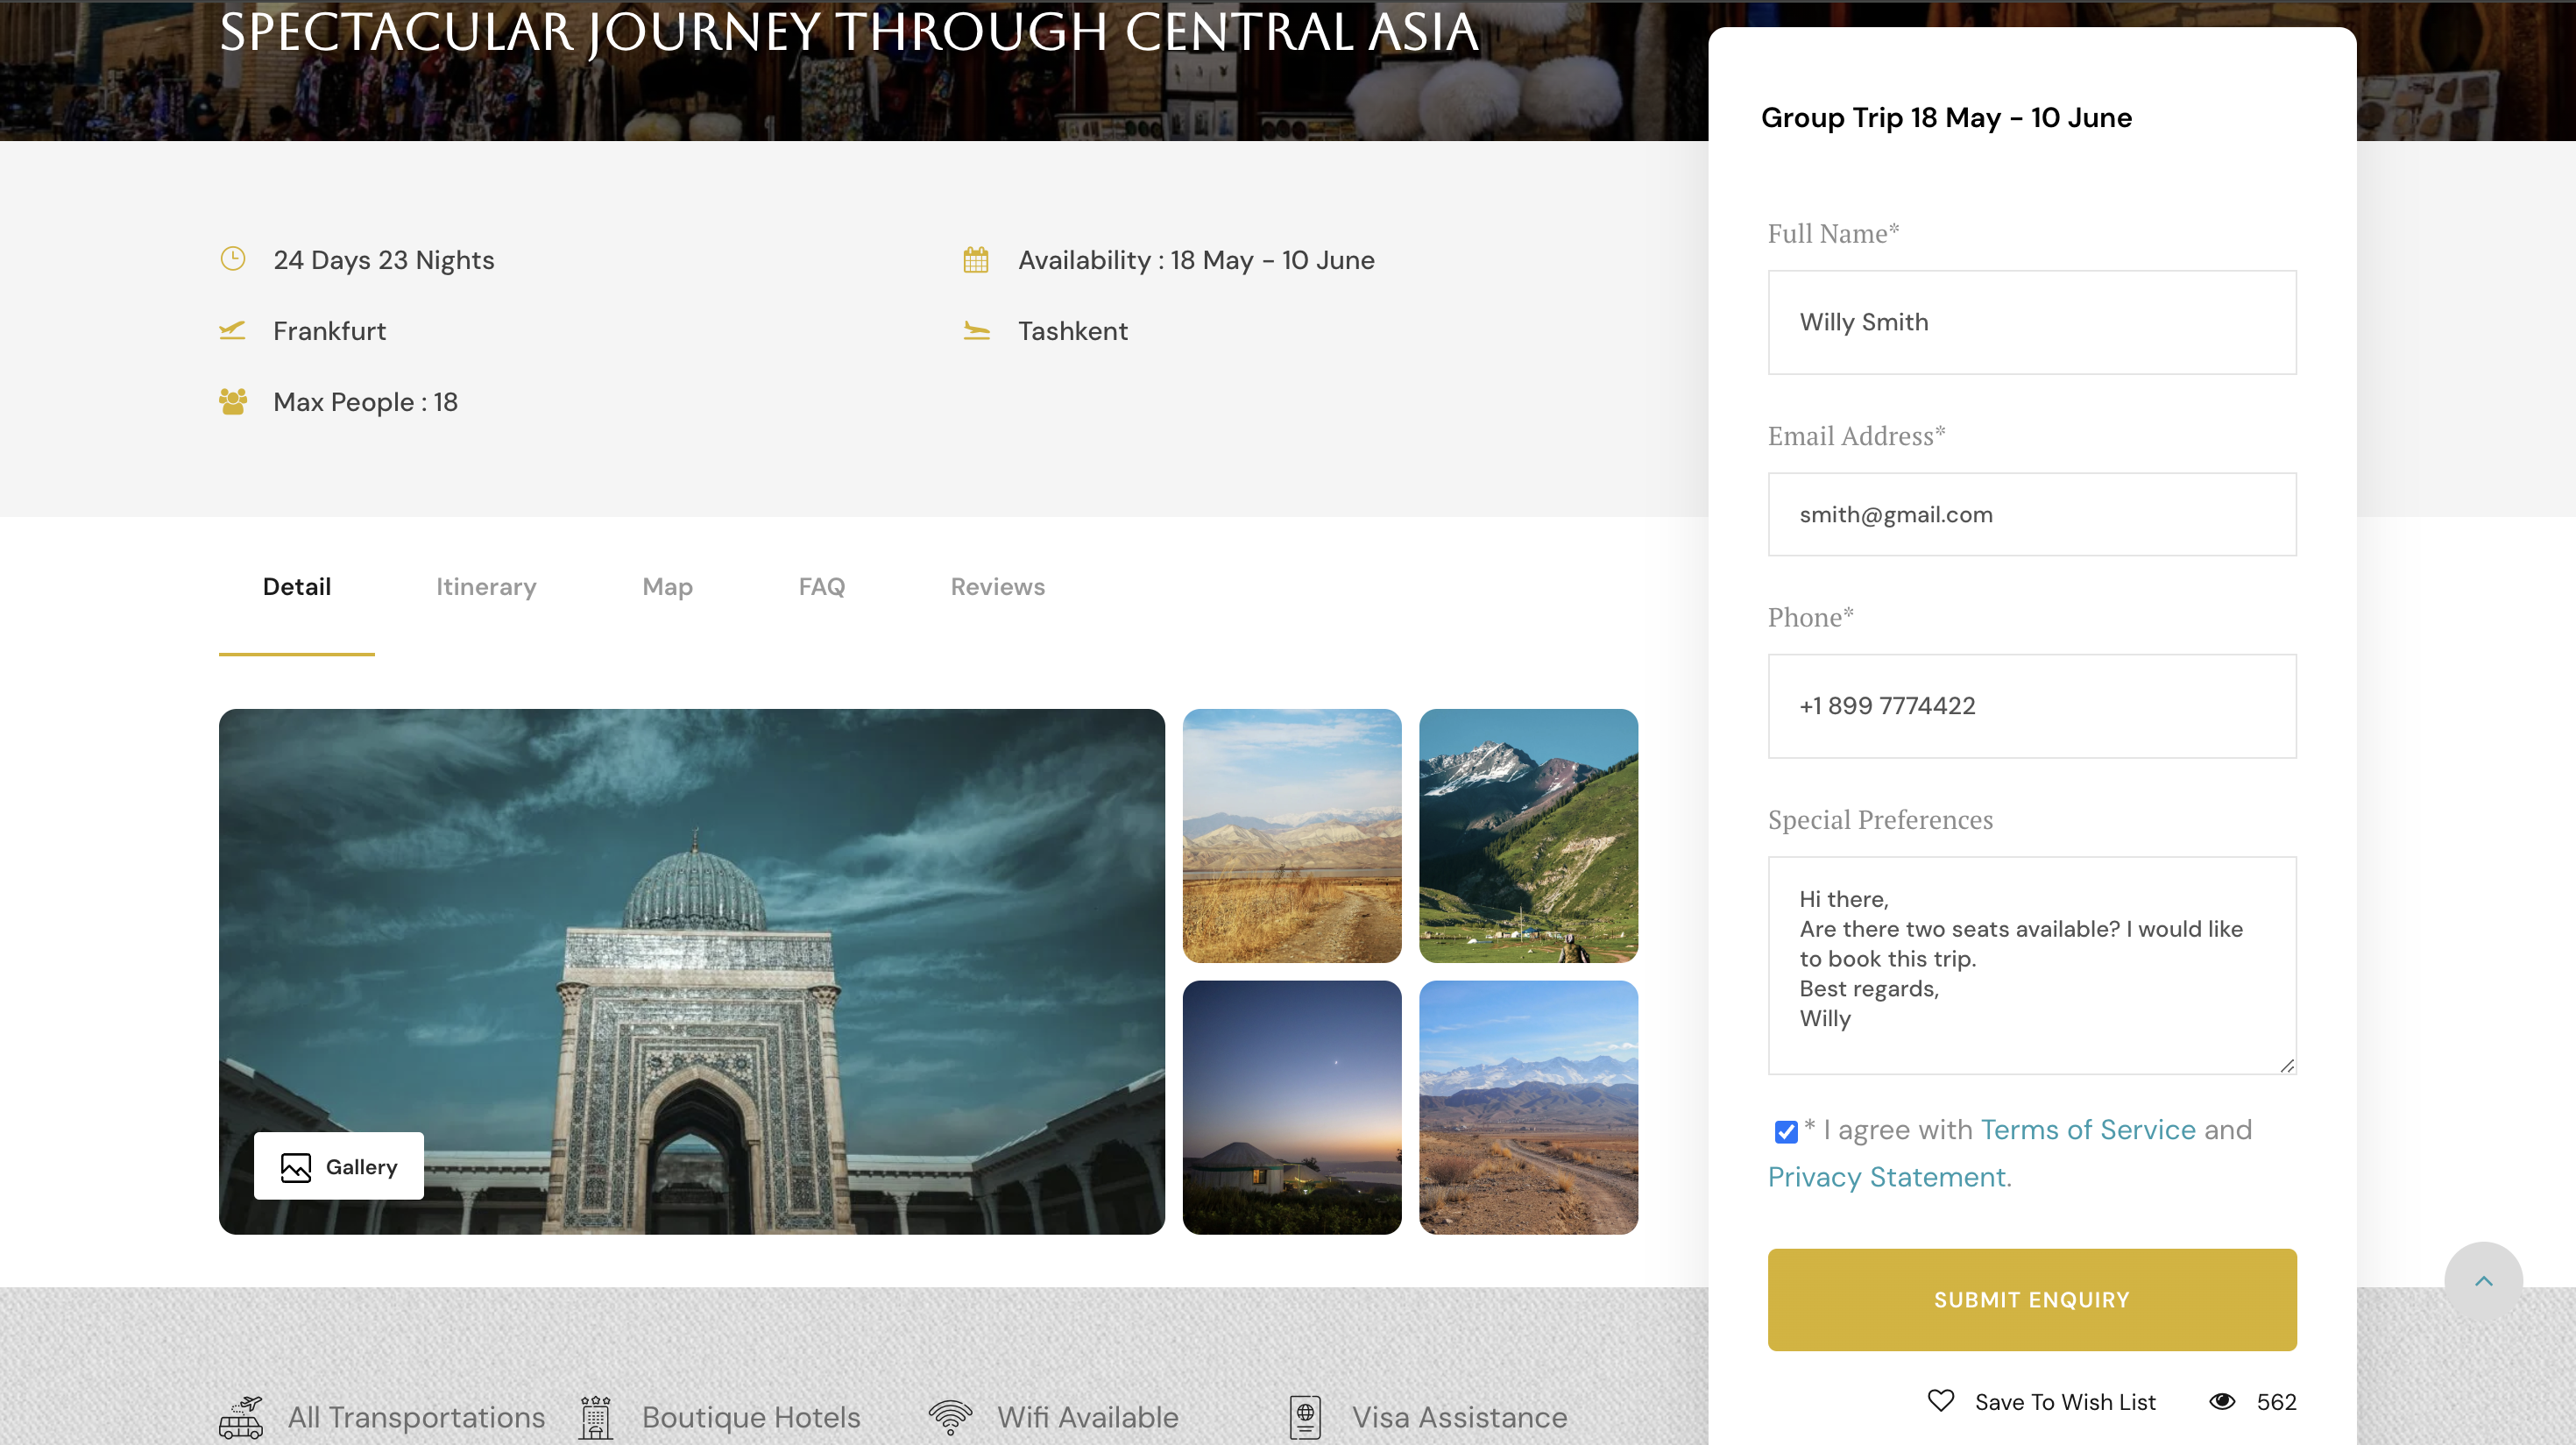 SPECTACULAR JOURNEY THROUGH CENTRAL ASIA
24 Days 23 Nights
Availability : 18 May – 10 June
Frankfurt
Tashkent
Max People : 18
Detail
Itinerary
Map
FAQ
Reviews
Gallery
All Transportations
Boutique Hotels
Wifi Available
Visa Assistance
Group Trip 18 May – 10 June
Full Name*
Willy Smith
Email Address*
smith@gmail.com
Phone*
+1 899 7774422
Special Preferences
Hi there,
Are there two seats available? I would like
to book this trip.
Best regards,
Willy
* I agree with Terms of Service and
Privacy Statement.
SUBMIT ENQUIRY
Save To Wish List
562